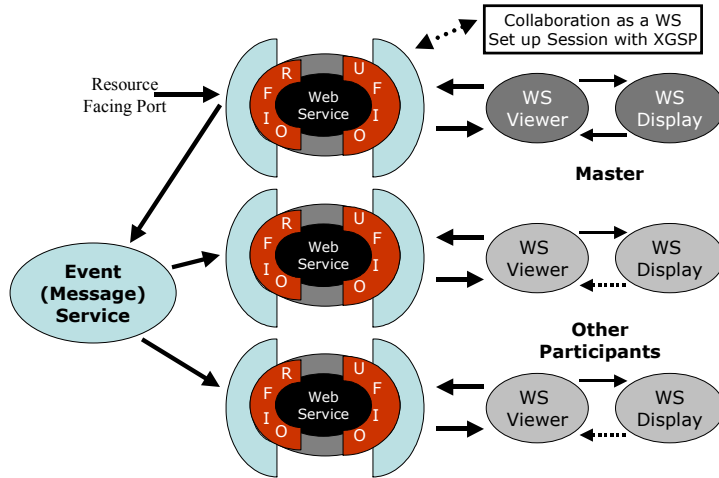 Collaboration as a WS
Set up Session with XGSP
Resource
Facing Port
R
F
I
O
Web
Service
U
F
I
O
WS
Viewer
WS
Display
Master
Event
(Message)
Service
R
F
I
O
Web
Service
U
F
I
O
WS
Viewer
WS
Display
Other
Participants
R
F
I
O
Web
Service
U
F
I
O
WS
Viewer
WS
Display